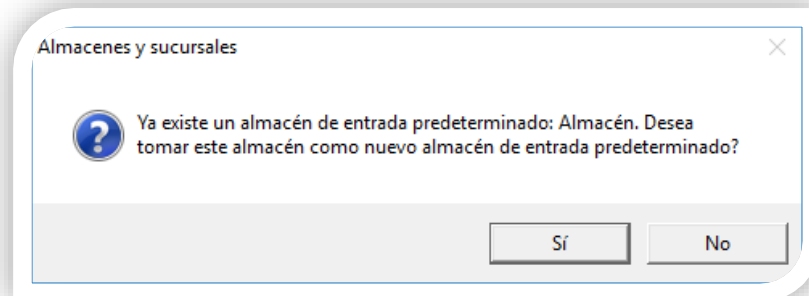 Almacenes y sucursales
Ya existe un almacén de entrada predeterminado: Almacén. Desea
tomar este almacén como nuevo almacén de entrada predeterminado?
Sí
No